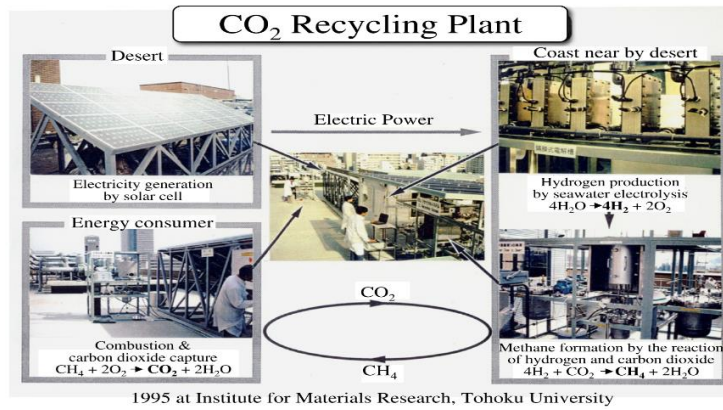 CO₂ Recycling Plant
Desert
Electricity generation
by solar cell
Electric Power
Coast near by desert
Hydrogen production
by seawater electrolysis
4H₂O → 4H₂ + 2O₂
Energy consumer
Combustion &
carbon dioxide capture
CH₄ + 2O₂ → CO₂ + 2H₂O
CO₂
CH₄
Methane formation by the reaction
of hydrogen and carbon dioxide
4H₂ + CO₂ → CH₄ + 2H₂O
1995 at Institute for Materials Research, Tohoku University